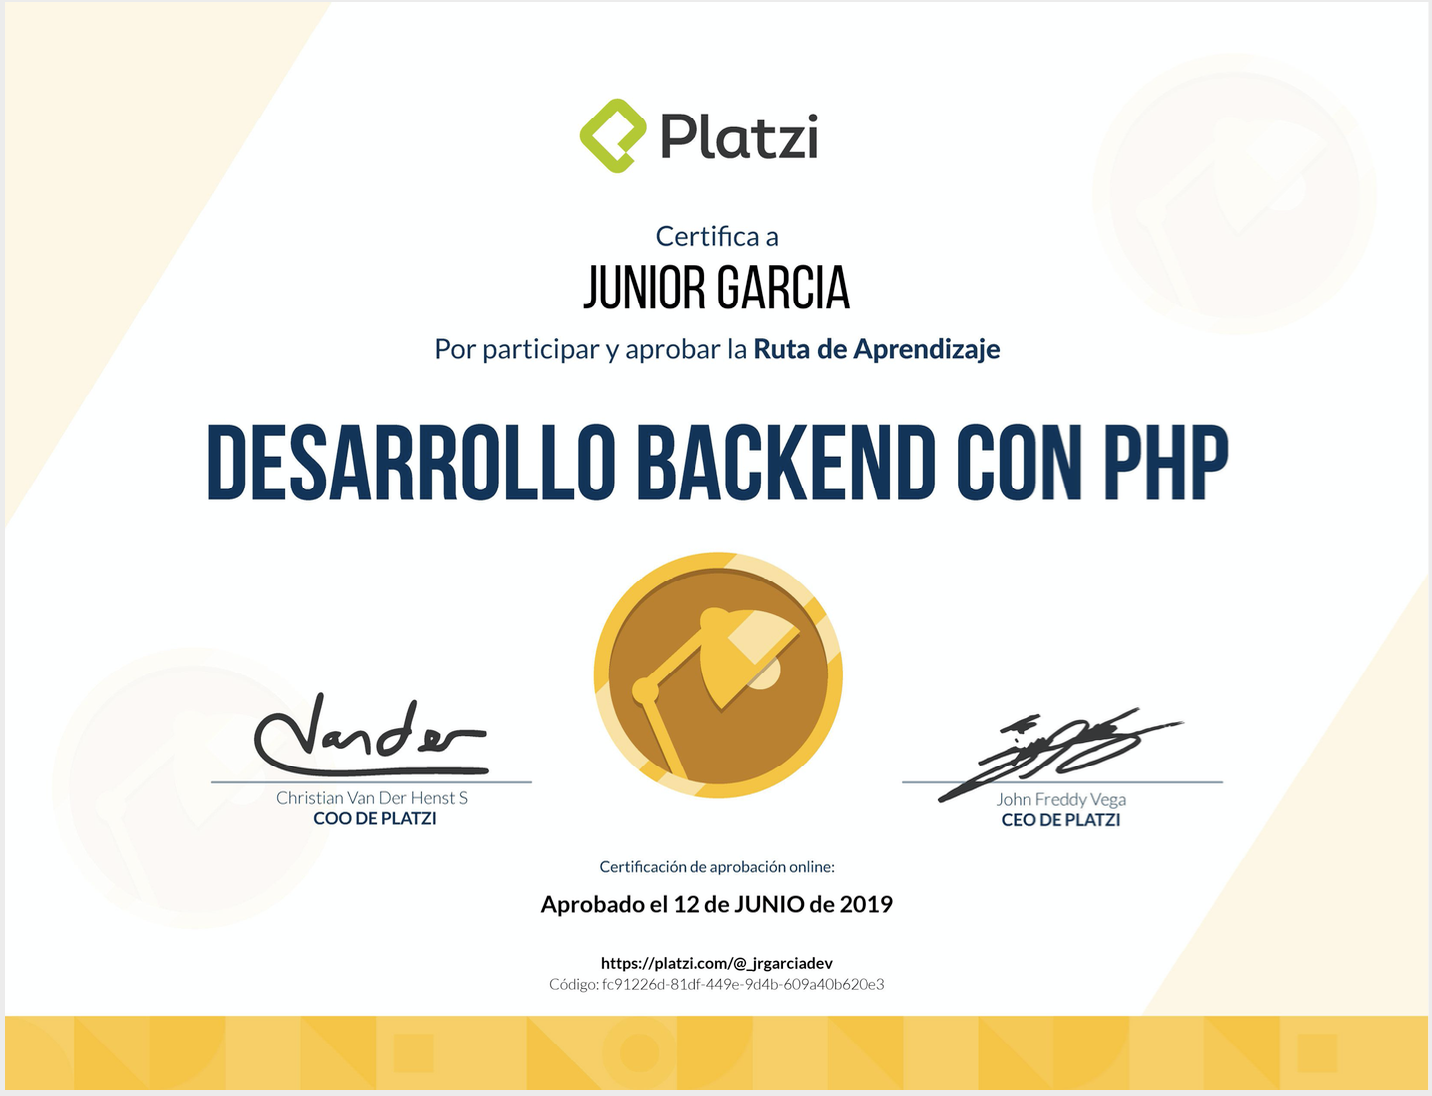 Platzi
Certifica a
JUNIOR GARCIA
Por participar y aprobar la Ruta de Aprendizaje
DESARROLLO BACKEND CON PHP
Vander
Christian Van Der Henst S
COO DE PLATZI
John Freddy Vega
CEO DE PLATZI
Certificación de aprobación online:
Aprobado el 12 de JUNIO de 2019
https://platzi.com/@_jrgarciadev
Código: fc91226d-81df-449e-9d4b-609a40b620e3